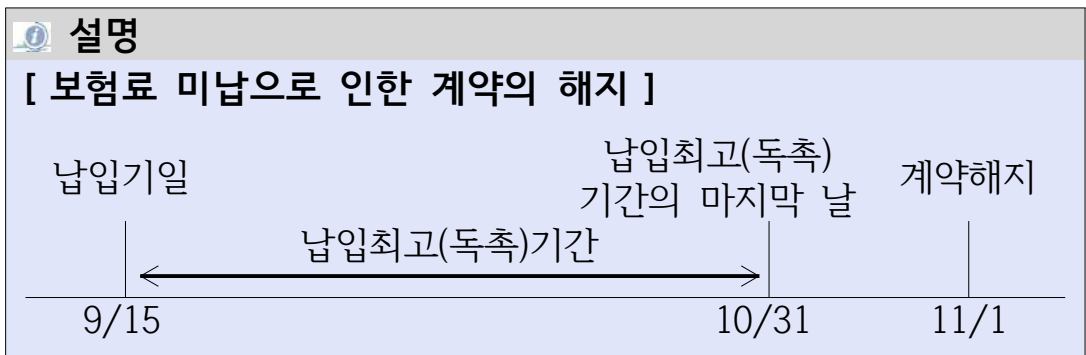 설명
[ 보험료 미납으로 인한 계약의 해지 ]
납입기일
납입최고(독촉)
기간의 마지막 날
계약해지
납입최고(독촉)기간
9/15
10/31
11/1